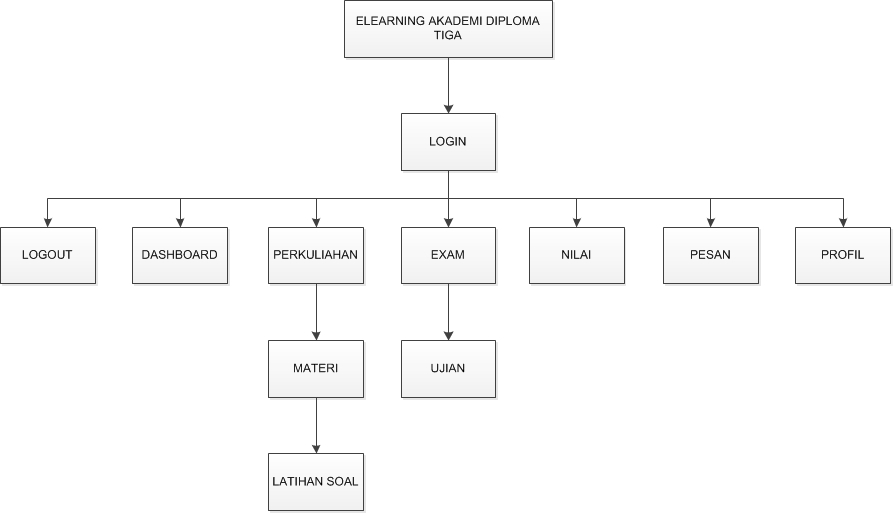 ELEARNING AKADEMI DIPLOMA
TIGA
LOGIN
LOGOUT
DASHBOARD
PERKULIAHAN
EXAM
NILAI
PESAN
PROFIL
MATERI
UJIAN
LATIHAN SOAL